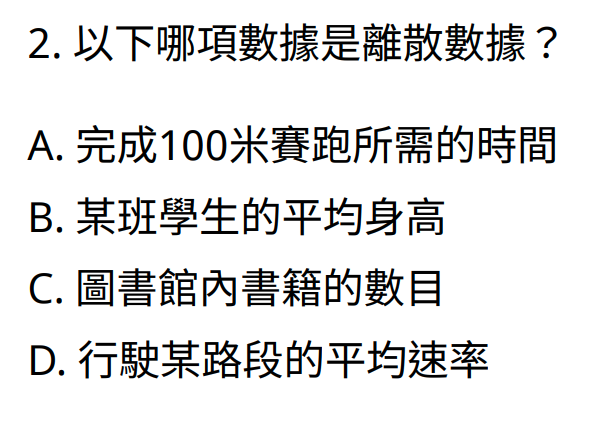 2. 以下哪項數據是離散數據？
A. 完成100米賽跑所需的時間
B. 某班學生的平均身高
C. 圖書館內書籍的數目
D. 行駛某路段的平均速率